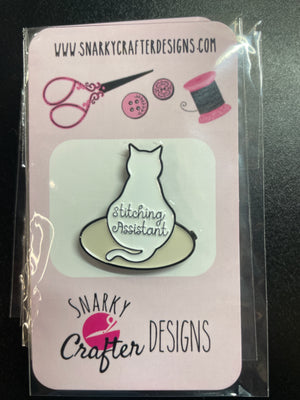 WWW.SNARKYCRAFTERDESIGNS.COM
Stitching
Assistant
SNARKY
Crafter DESIGNS